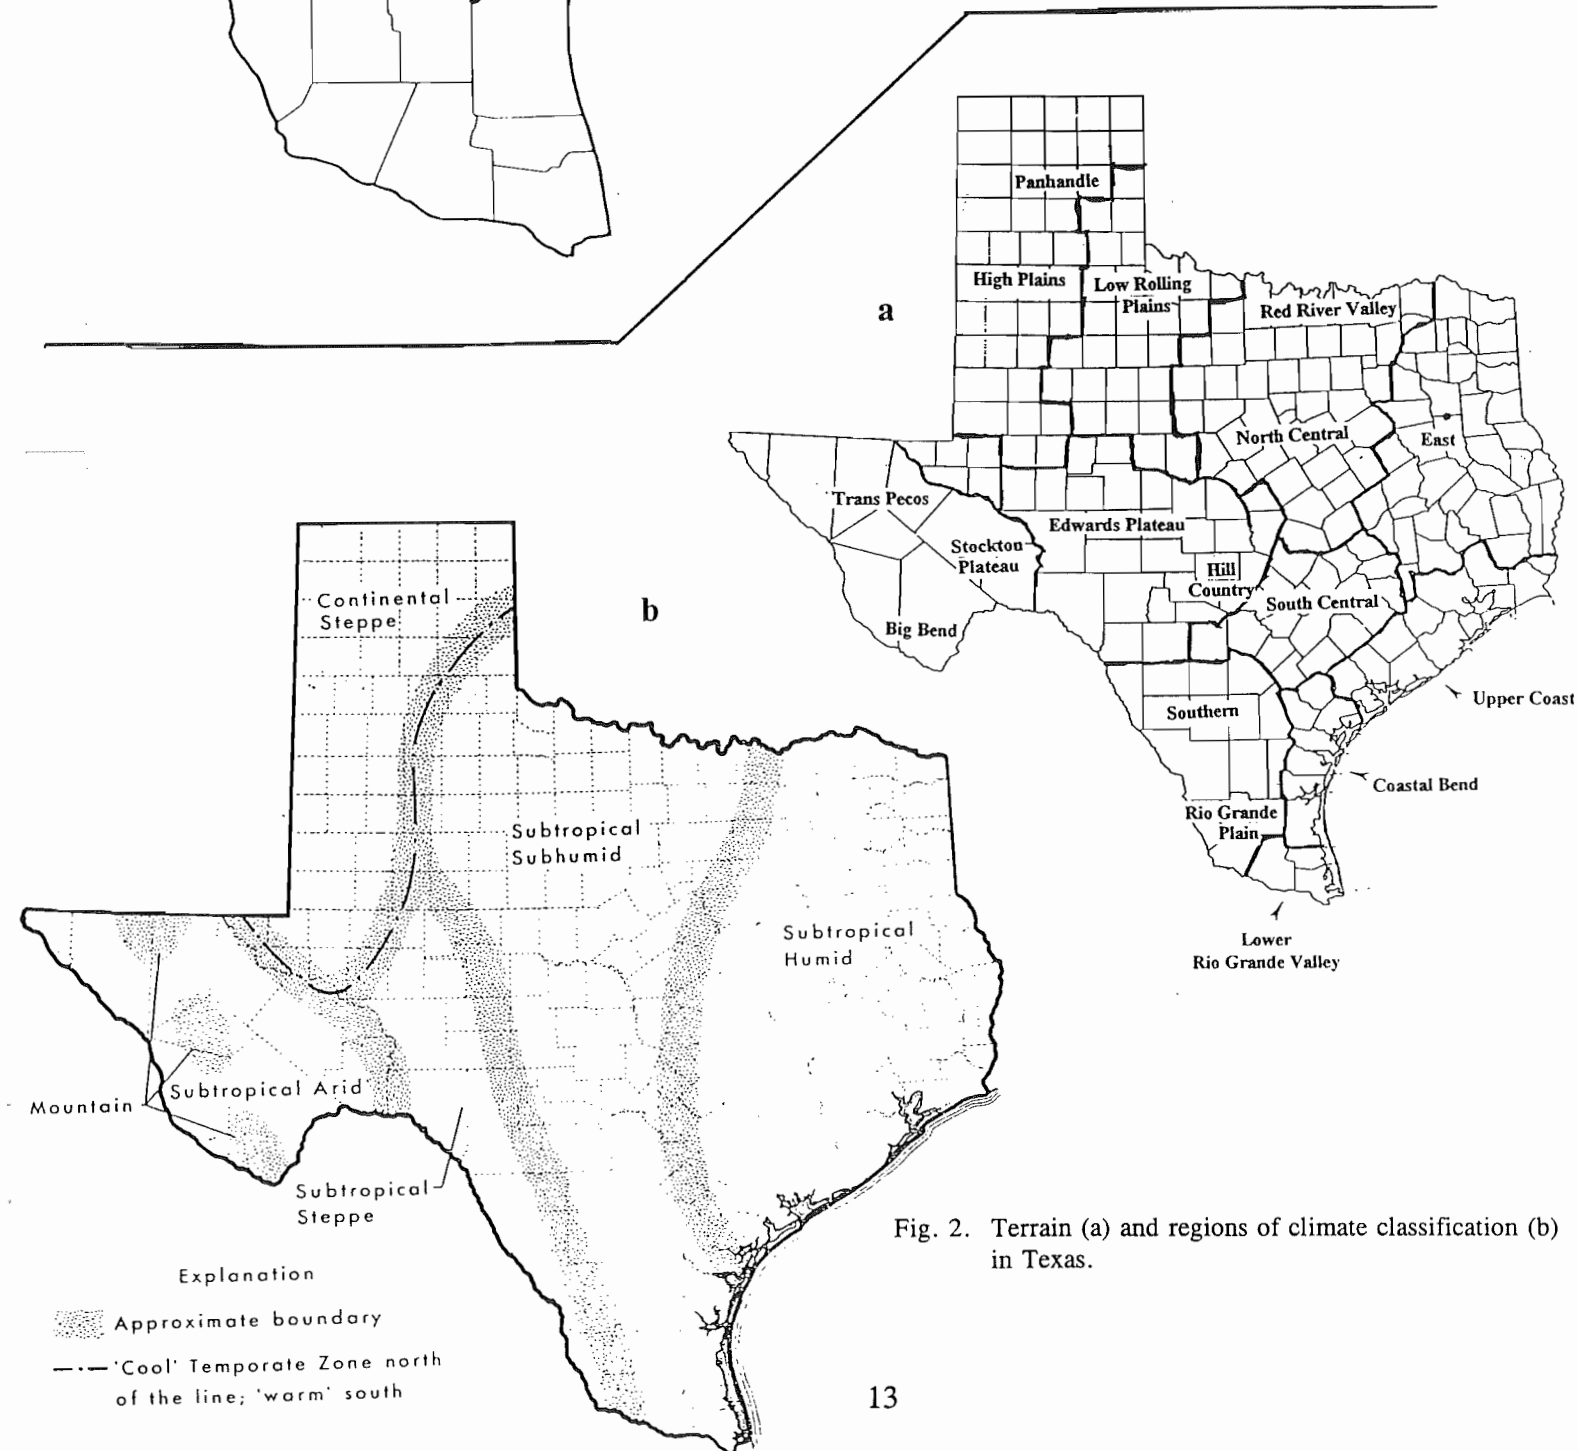 a
Panhandle
High Plains
Low Rolling
Plains
Red River Valley
North Central
East
Trans Pecos
Edwards Plateau
Stockton
Plateau
Hill
Country
South Central
Big Bend
Southern
Upper Coast
Coastal Bend
Rio Grande
Plain
Lower
Rio Grande Valley
b
Continental
Steppe
Subtropical
Subhumid
Subtropical
Humid
Mountain
Subtropical Arid
Subtropical
Steppe
Explanation
Approximate boundary
'Cool' Temporate Zone north
of the line; 'warm' south
Fig. 2. Terrain (a) and regions of climate classification (b)
in Texas.
13